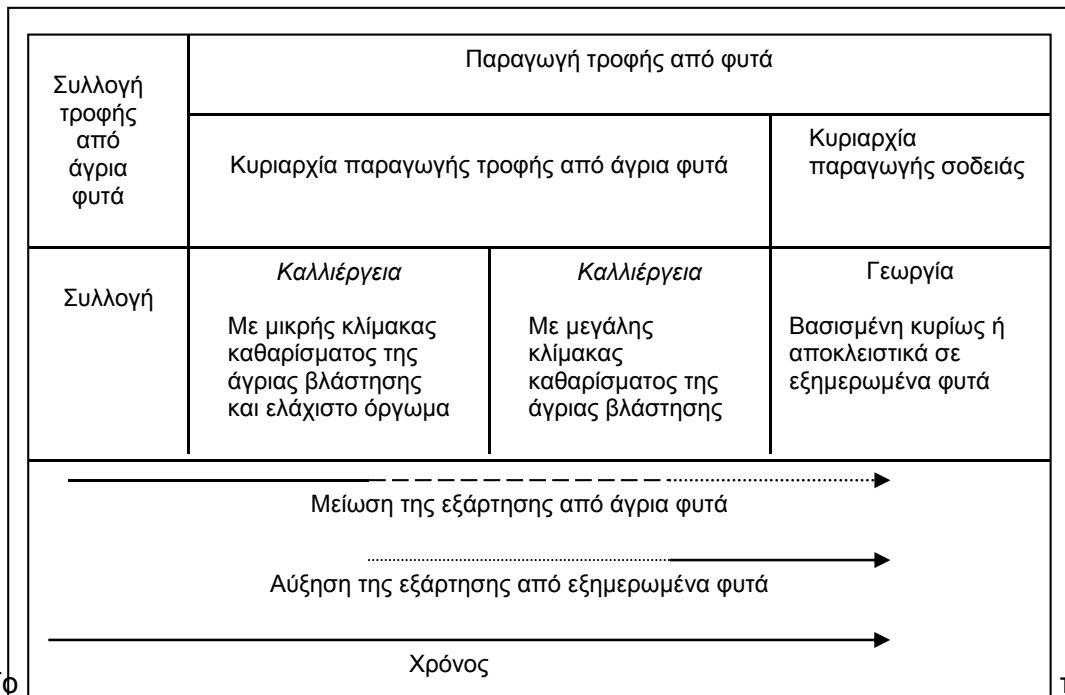 Συλλογή
τροφής
από
άγρια
φυτά
Παραγωγή τροφής από φυτά
Κυριαρχία παραγωγής τροφής από άγρια φυτά
Κυριαρχία
παραγωγής σοδειάς
Συλλογή
Καλλιέργεια
Με μικρής κλίμακας
καθαρίσματος της
άγριας βλάστησης
και ελάχιστο όργωμα
Καλλιέργεια
Με μεγάλης
κλίμακας
καθαρίσματος της
άγριας βλάστησης
Γεωργία
Βασισμένη κυρίως ή
αποκλειστικά σε
εξημερωμένα φυτά
Μείωση της εξάρτησης από άγρια φυτά
Αύξηση της εξάρτησης από εξημερωμένα φυτά
Χρόνος